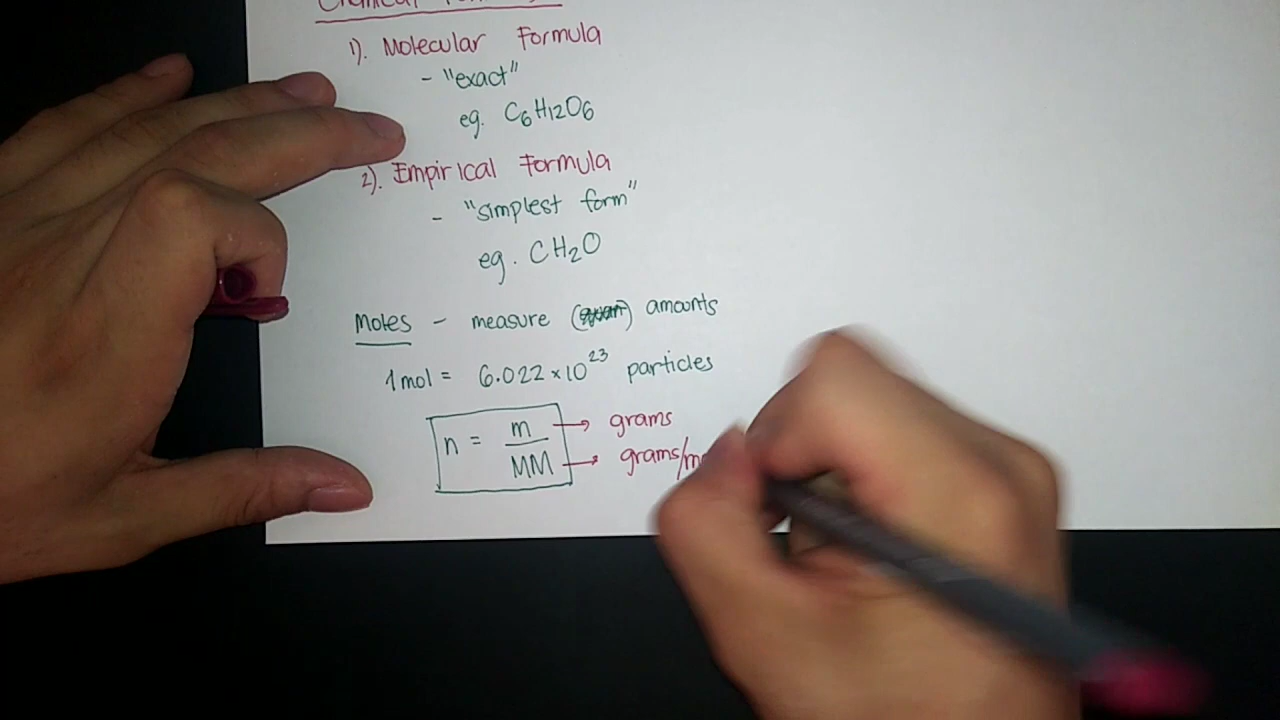 1). Molecular Formula
- "exact"
eg. C6H12O6
2). Empirical Formula
- "simplest form"
eg. CH2O
Moles - measure ( ) amounts
1 mol = 6.022 × 10^23 particles
n = m / MM
→ grams
→ grams/m